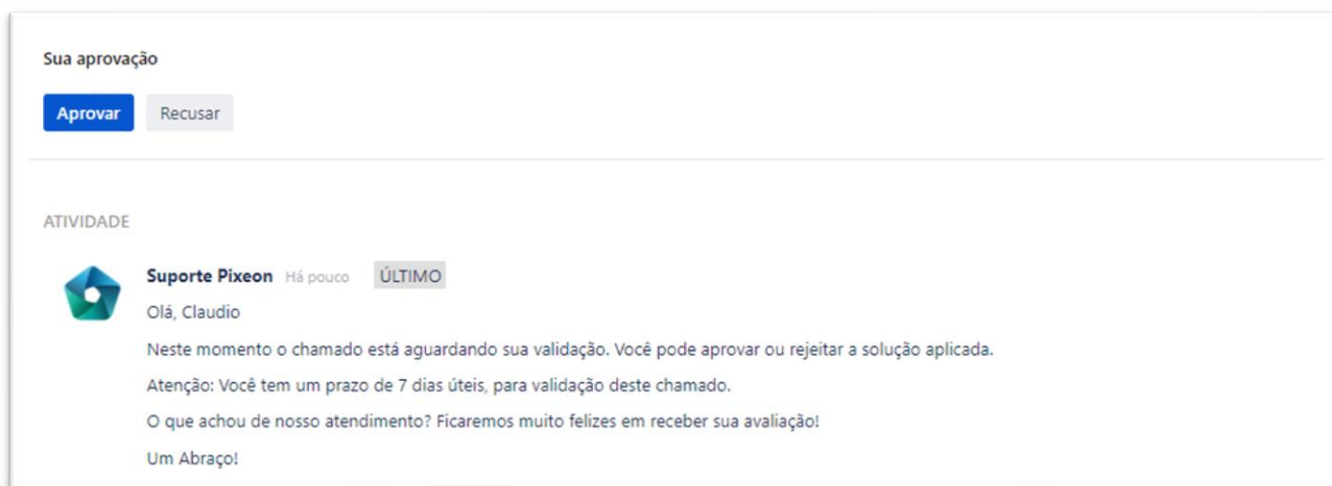 Sua aprovação
Aprovar Recusar
ATIVIDADE
Suporte Pixeon Há pouco ÚLTIMO
Olá, Claudio
Neste momento o chamado está aguardando sua validação. Você pode aprovar ou rejeitar a solução aplicada.
Atenção: Você tem um prazo de 7 dias úteis, para validação deste chamado.
O que achou de nosso atendimento? Ficaremos muito felizes em receber sua avaliação!
Um Abraço!